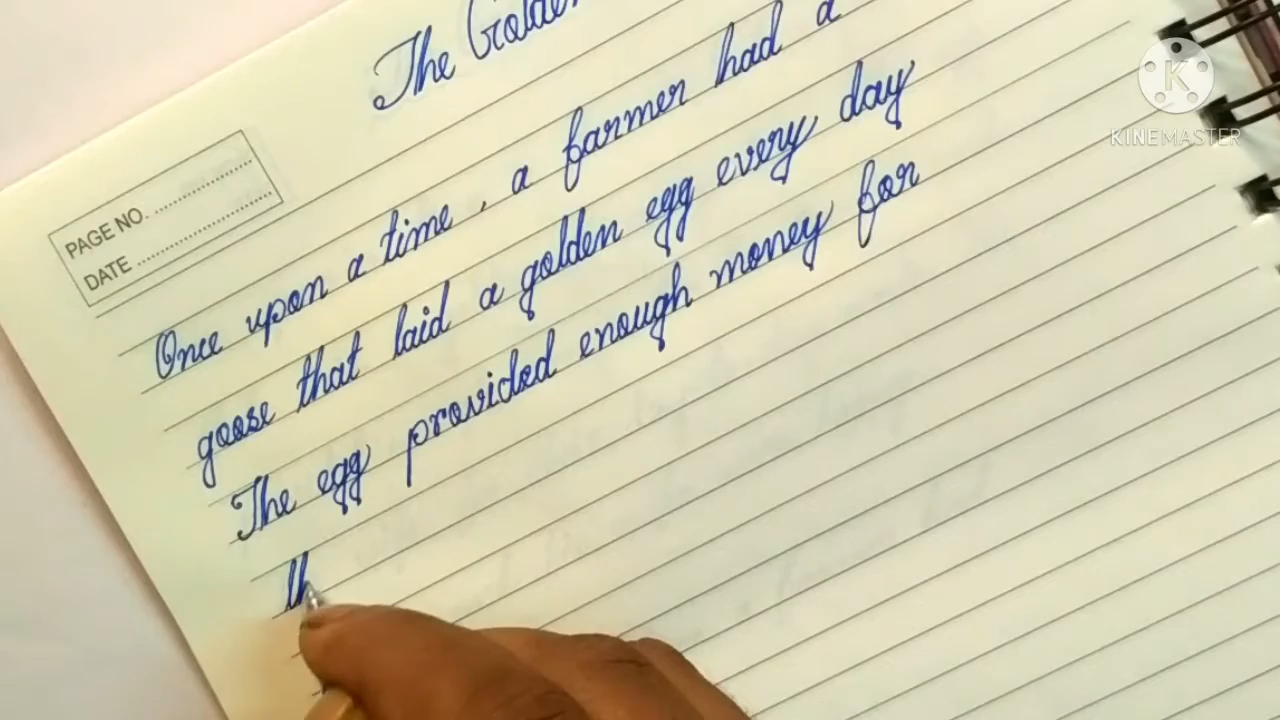 The Golden
Once upon a time, a farmer had a
goose that laid a golden egg every day
The egg provided enough money for
th
PAGE NO. ....................
DATE ........................
KINEMASTER